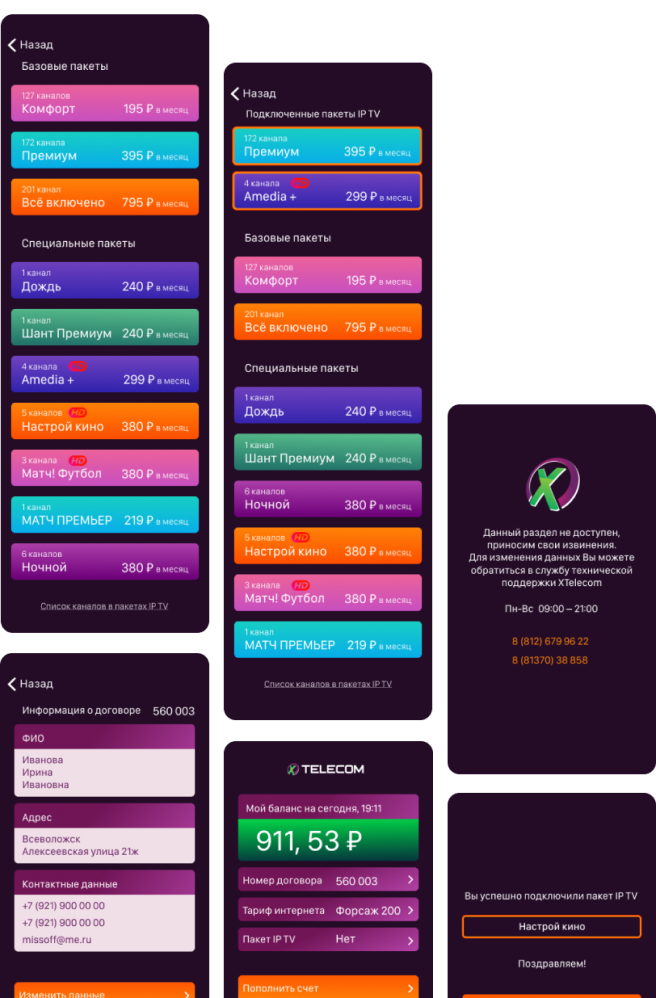 Назад
Базовые пакеты
127 каналов
Комфорт 195 ₽ в месяц
172 канала
Премиум 395 ₽ в месяц
201 канал
Всё включено 795 ₽ в месяц
Специальные пакеты
1 канал
Дождь 240 ₽ в месяц
1 канал
Шант Премиум 240 ₽ в месяц
4 канала HD
Amedia + 299 ₽ в месяц
5 каналов HD
Настрой кино 380 ₽ в месяц
3 канала HD
Матч! Футбол 380 ₽ в месяц
1 канал
МАТЧ ПРЕМЬЕР 219 ₽ в месяц
6 каналов
Ночной 380 ₽ в месяц
Список каналов в пакетах IP TV
Назад
Информация о договоре 560 003
ФИО
Иванова
Ирина
Ивановна
Адрес
Всеволожск
Алексеевская улица 21ж
Контактные данные
+7 (921) 900 00 00
+7 (921) 900 00 00
missoff@me.ru
Изменить данные
Назад
Подключенные пакеты IP TV
172 канала
Премиум 395 ₽ в месяц
4 канала HD
Amedia + 299 ₽ в месяц
Базовые пакеты
127 каналов
Комфорт 195 ₽ в месяц
201 канал
Всё включено 795 ₽ в месяц
Специальные пакеты
1 канал
Дождь 240 ₽ в месяц
1 канал
Шант Премиум 240 ₽ в месяц
6 каналов
Ночной 380 ₽ в месяц
5 каналов HD
Настрой кино 380 ₽ в месяц
3 канала HD
Матч! Футбол 380 ₽ в месяц
1 канал
МАТЧ ПРЕМЬЕР 219 ₽ в месяц
Список каналов в пакетах IP TV
X TELECOM
Мой баланс на сегодня, 19:11
911, 53 ₽
Номер договора 560 003
Тариф интернета Форсаж 200
Пакет IP TV Нет
Пополнить счет
X
Данный раздел не доступен,
приносим свои извинения.
Для изменения данных Вы можете
обратиться в службу технической
поддержки XTelecom
Пн-Вс 09:00 – 21:00
8 (812) 679 96 22
8 (81370) 38 858
Вы успешно подключили пакет IP TV
Настрой кино
Поздравляем!